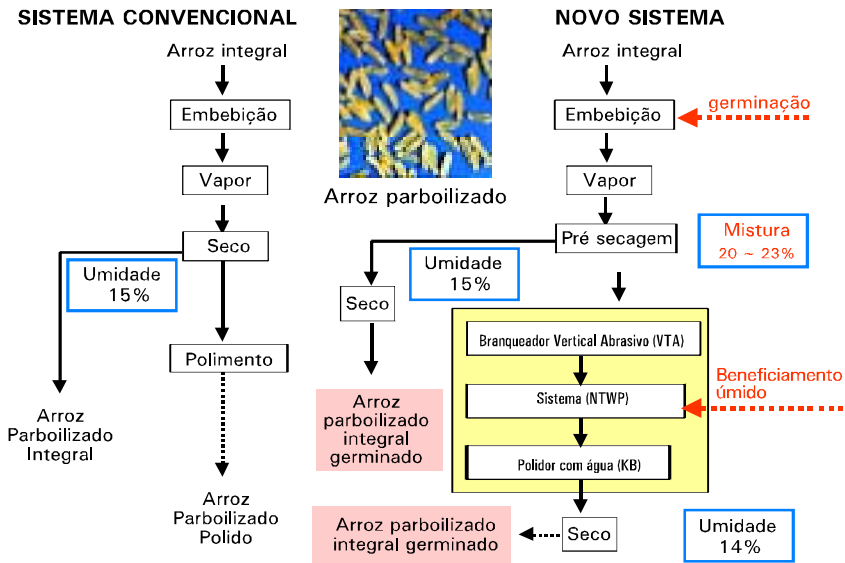 SISTEMA CONVENCIONAL
Arroz integral
Embebição
Vapor
Seco
Umidade
15%
Polimento
Arroz
Parboilizado
Integral
Arroz
Parboilizado
Polido
Arroz parboilizado
NOVO SISTEMA
Arroz integral
Embebição
germinação
Vapor
Pré secagem
Mistura
20 ~ 23%
Umidade
15%
Seco
Arroz
parboilizado
integral
germinado
Branqueador Vertical Abrasivo (VTA)
Sistema (NTWP)
Beneficiamento
úmido
Polidor com água (KB)
Seco
Arroz parboilizado
integral germinado
Umidade
14%